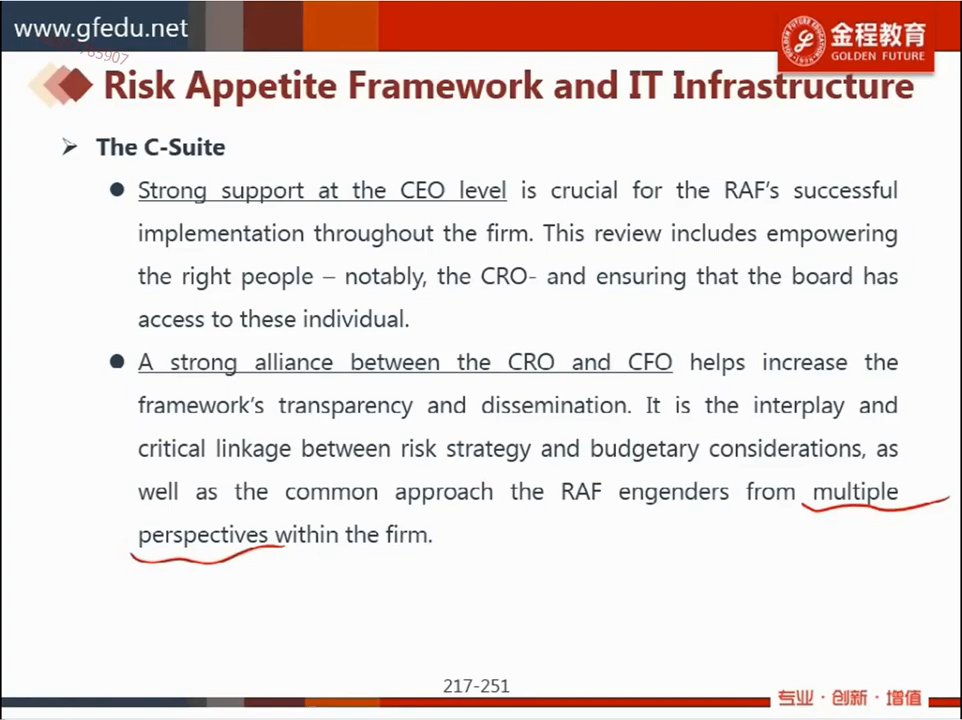 www.gfedu.net
765907
金程教育
GOLDEN FUTURE
Risk Appetite Framework and IT Infrastructure
➢ The C-Suite
● Strong support at the CEO level is crucial for the RAF's successful
implementation throughout the firm. This review includes empowering
the right people – notably, the CRO- and ensuring that the board has
access to these individual.
● A strong alliance between the CRO and CFO helps increase the
framework's transparency and dissemination. It is the interplay and
critical linkage between risk strategy and budgetary considerations, as
well as the common approach the RAF engenders from multiple
perspectives within the firm.
217-251
专业·创新·增值